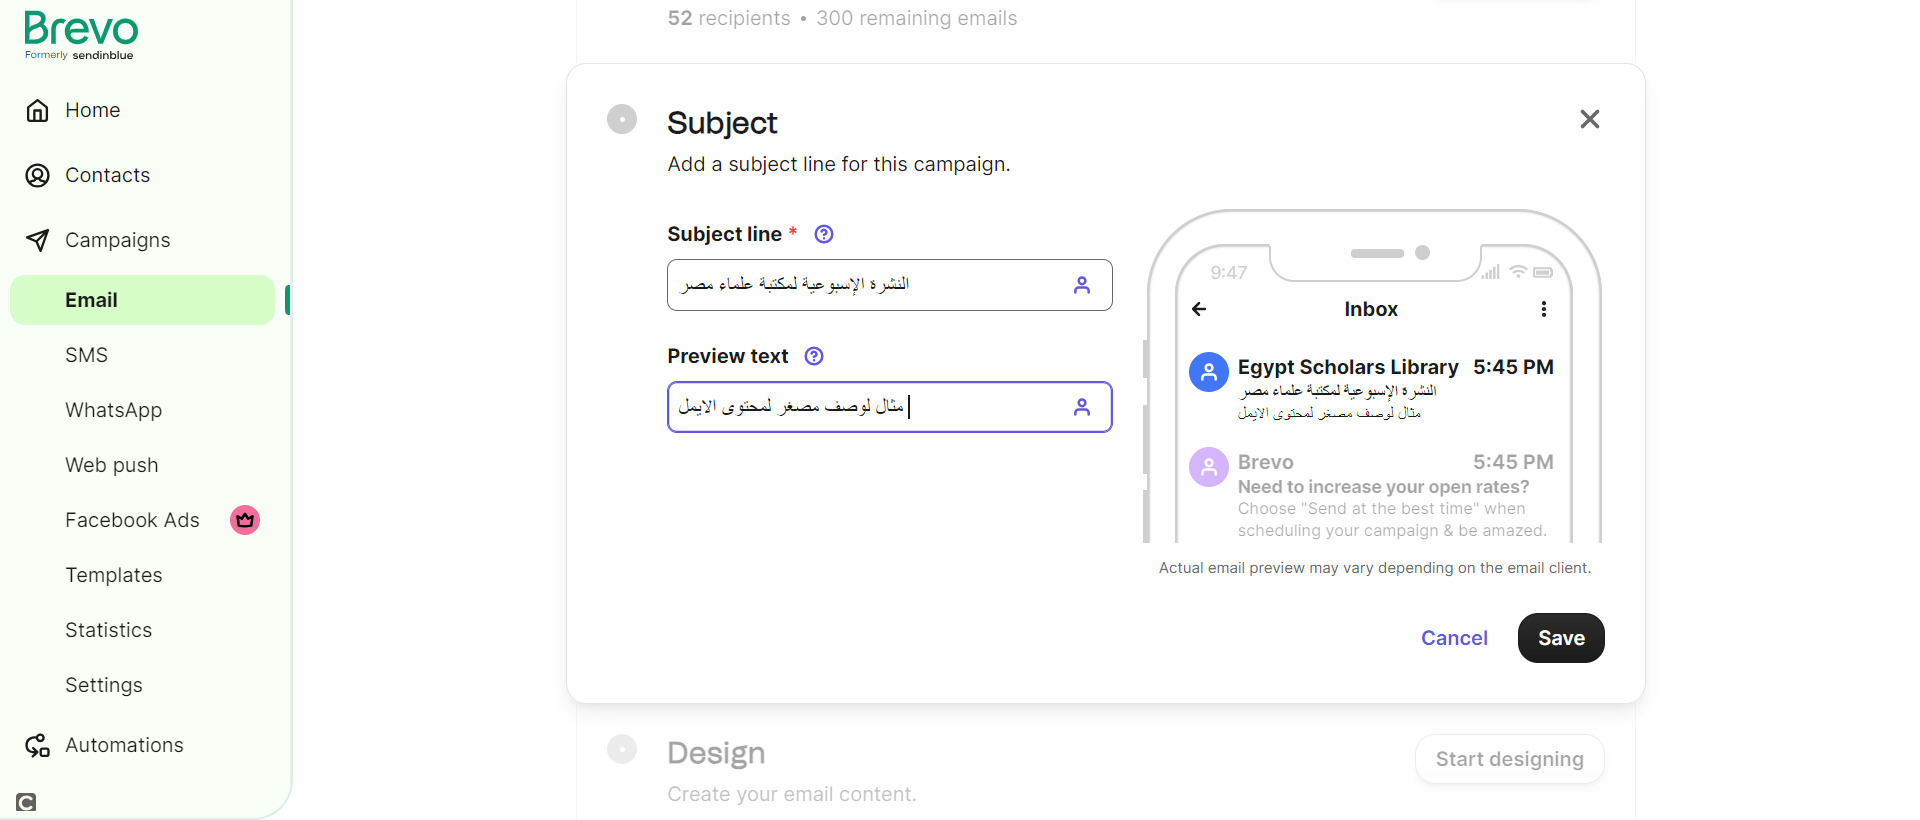 Brevo
Formerly sendinblue
Home
Contacts
Campaigns
Email
SMS
WhatsApp
Web push
Facebook Ads
Templates
Statistics
Settings
Automations
52 recipients • 300 remaining emails
Subject
Add a subject line for this campaign.
Subject line *
النشرة الإسبوعية لمكتبة علماء مصر
Preview text
مثال لوصف مصغر لمحتوى الايمل
9:47
Inbox
Egypt Scholars Library 5:45 PM
النشرة الإسبوعية لمكتبة علماء مصر
مثال لوصف مصغر لمحتوى الايمل
Brevo 5:45 PM
Need to increase your open rates?
Choose "Send at the best time" when
scheduling your campaign & be amazed.
Actual email preview may vary depending on the email client.
Cancel Save
Design
Start designing
Create your email content.